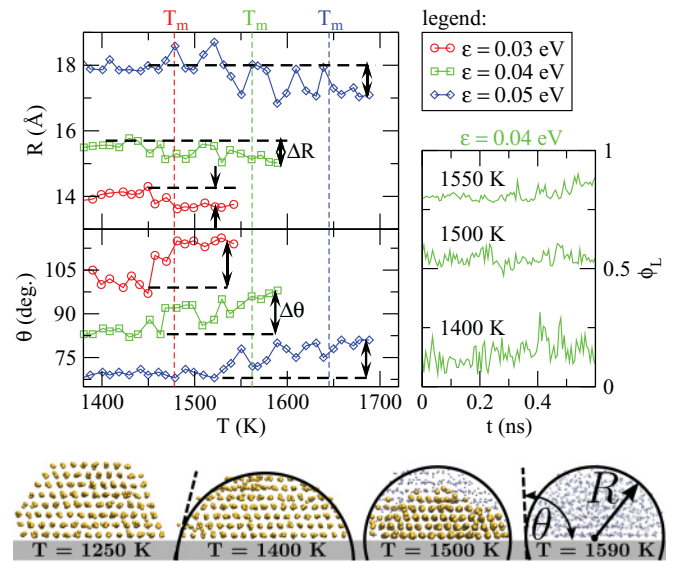 legend:
T_m T_m T_m
ε = 0.03 eV
ε = 0.04 eV
ε = 0.05 eV
18
16
14
R (Å)
ΔR
105
90
75
θ (deg.)
Δθ
1400 1500 1600 1700
T (K)
ε = 0.04 eV
1
0.5
0
ϕ_L
1550 K
1500 K
1400 K
0 0.2 0.4
t (ns)
R
θ
T = 1250 K T = 1400 K T = 1500 K T = 1590 K